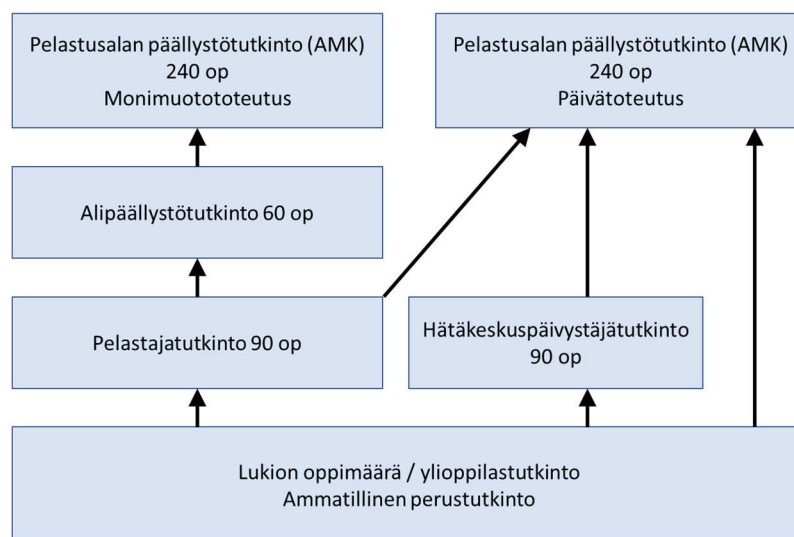 Pelastusalan päällystötutkinto (AMK)
240 op
Monimuotototeutus
Pelastusalan päällystötutkinto (AMK)
240 op
Päivätoteutus
Alipäällystötutkinto 60 op
Pelastajatutkinto 90 op
Hätäkeskuspäivystäjätutkinto
90 op
Lukion oppimäärä / ylioppilastutkinto
Ammatillinen perustutkinto